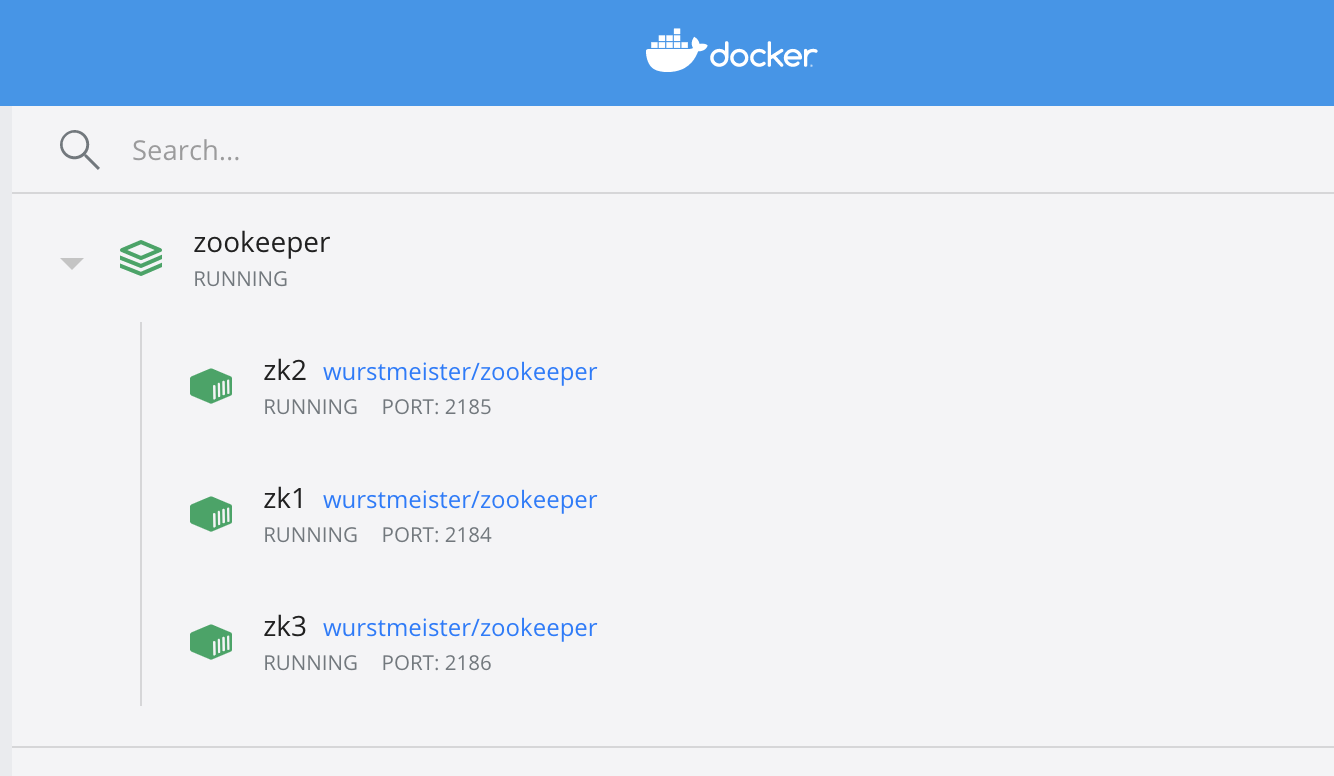 docker
Search...
zookeeper
RUNNING
zk2 wurstmeister/zookeeper
RUNNING PORT: 2185
zk1 wurstmeister/zookeeper
RUNNING PORT: 2184
zk3 wurstmeister/zookeeper
RUNNING PORT: 2186